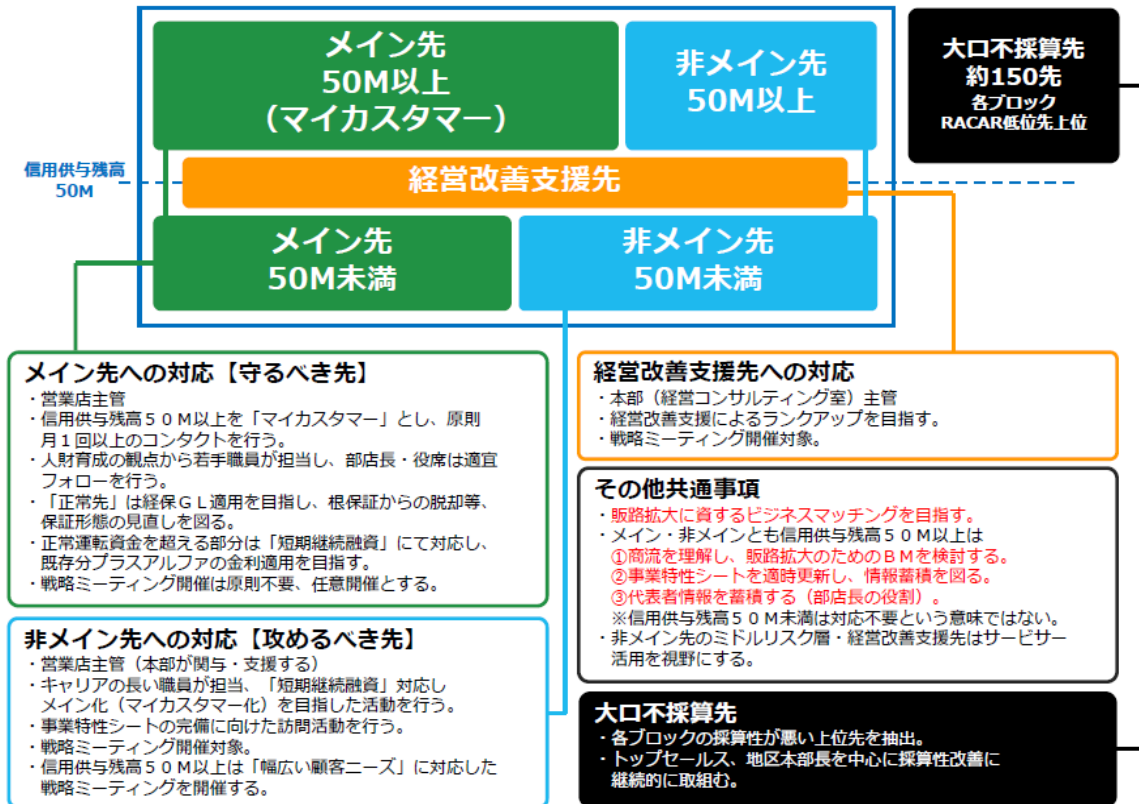 メイン先
50M以上
（マイカスタマー）
非メイン先
50M以上
大口不採算先
約150先
各ブロック
RACAR低位先上位
信用供与残高
50M
経営改善支援先
メイン先
50M未満
非メイン先
50M未満
メイン先への対応【守るべき先】
・営業店主管
・信用供与残高５０Ｍ以上を「マイカスタマー」とし、原則
月１回以上のコンタクトを行う。
・人財育成の観点から若手職員が担当し、部店長・役席は適宜
フォローを行う。
・「正常先」は経保ＧＬ適用を目指し、根保証からの脱却等、
保証形態の見直しを図る。
・正常運転資金を超える部分は「短期継続融資」にて対応し、
既存分プラスアルファの金利適用を目指す。
・戦略ミーティング開催は原則不要、任意開催とする。
非メイン先への対応【攻めるべき先】
・営業店主管（本部が関与・支援する）
・キャリアの長い職員が担当、「短期継続融資」対応し
メイン化（マイカスタマー化）を目指した活動を行う。
・事業特性シートの完備に向けた訪問活動を行う。
・戦略ミーティング開催対象。
・信用供与残高５０Ｍ以上は「幅広い顧客ニーズ」に対応した
戦略ミーティングを開催する。
経営改善支援先への対応
・本部（経営コンサルティング室）主管
・経営改善支援によるランクアップを目指す。
・戦略ミーティング開催対象。
その他共通事項
・販路拡大に資するビジネスマッチングを目指す。
・メイン・非メインとも信用供与残高５０Ｍ以上は
①商流を理解し、販路拡大のためのＢＭを検討する。
②事業特性シートを適時更新し、情報蓄積を図る。
③代表者情報を蓄積する（部店長の役割）。
※信用供与残高５０Ｍ未満は対応不要という意味ではない。
・非メイン先のミドルリスク層・経営改善支援先はサービサー
活用を視野にする。
大口不採算先
・各ブロックの採算性が悪い上位先を抽出。
・トップセールス、地区本部長を中心に採算性改善に
継続的に取組む。